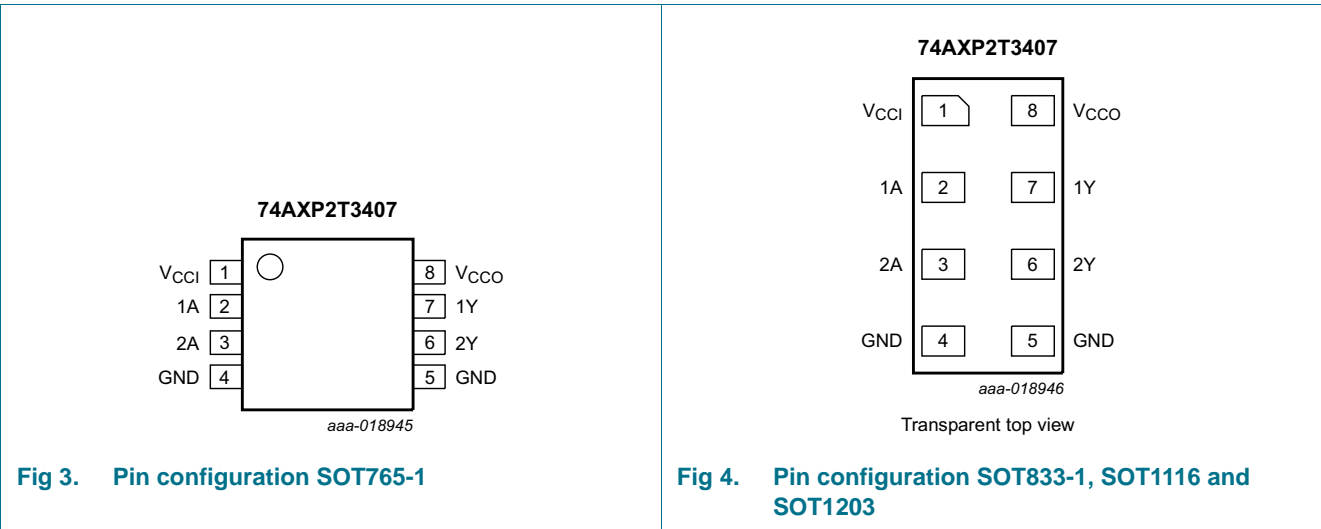 74AXP2T3407
VCCI 1 8 VCCO
1A 2 7 1Y
2A 3 6 2Y
GND 4 5 GND
aaa-018945
Fig 3. Pin configuration SOT765-1
74AXP2T3407
VCCI 1 8 VCCO
1A 2 7 1Y
2A 3 6 2Y
GND 4 5 GND
aaa-018946
Transparent top view
Fig 4. Pin configuration SOT833-1, SOT1116 and
SOT1203